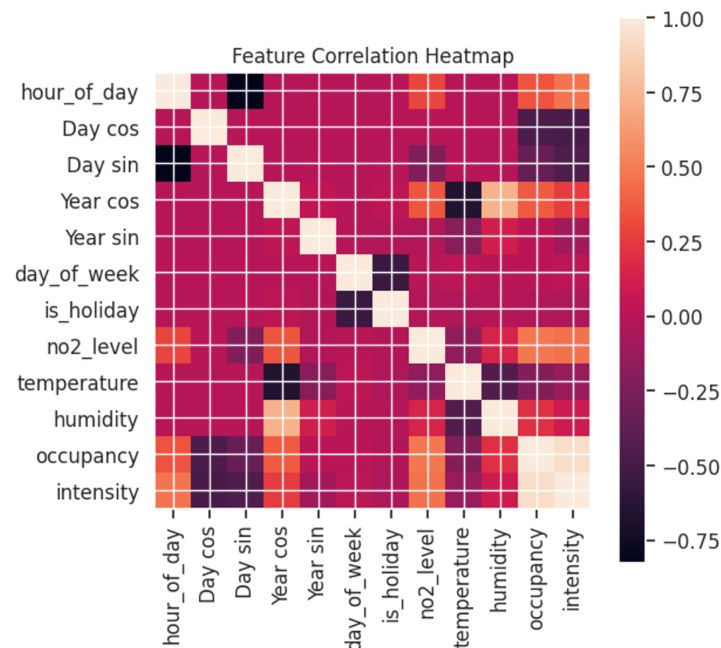 Feature Correlation Heatmap
hour_of_day
Day cos
Day sin
Year cos
Year sin
day_of_week
is_holiday
no2_level
temperature
humidity
occupancy
intensity
hour_of_day
Day cos
Day sin
Year cos
Year sin
day_of_week
is_holiday
no2_level
temperature
humidity
occupancy
intensity
1.00
0.75
0.50
0.25
0.00
−0.25
−0.50
−0.75